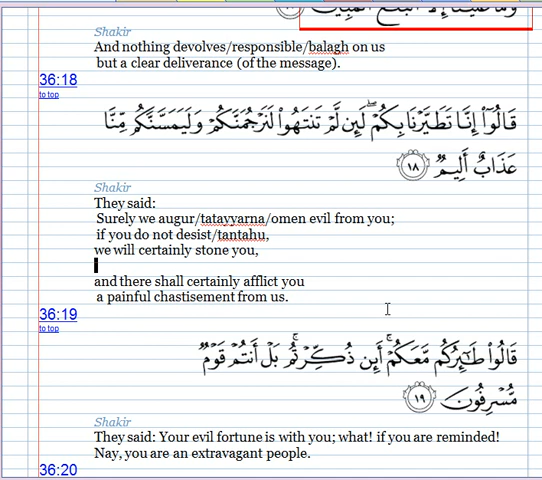 Shakir
And nothing devolves/responsible/balagh on us
but a clear deliverance (of the message).
36:18
to top
قَالُوٓا۟ إِنَّا تَطَيَّرْنَا بِكُمْ ۖ لَئِن لَّمْ تَنتَهُوا۟ لَنَرْجُمَنَّكُمْ وَلَيَمَسَّنَّكُم مِّنَّا
عَذَابٌ أَلِيمٌ ١٨
Shakir
They said:
Surely we augur/tatayyarna/omen evil from you;
if you do not desist/tantahu,
we will certainly stone you,
and there shall certainly afflict you
a painful chastisement from us.
36:19
to top
قَالُوا۟ طَـٰٓئِرُكُم مَّعَكُمْ ۚ أَئِن ذُكِّرْتُم ۚ بَلْ أَنتُمْ قَوْمٌ
مُّسْرِفُونَ ١٩
Shakir
They said: Your evil fortune is with you; what! if you are reminded!
Nay, you are an extravagant people.
36:20